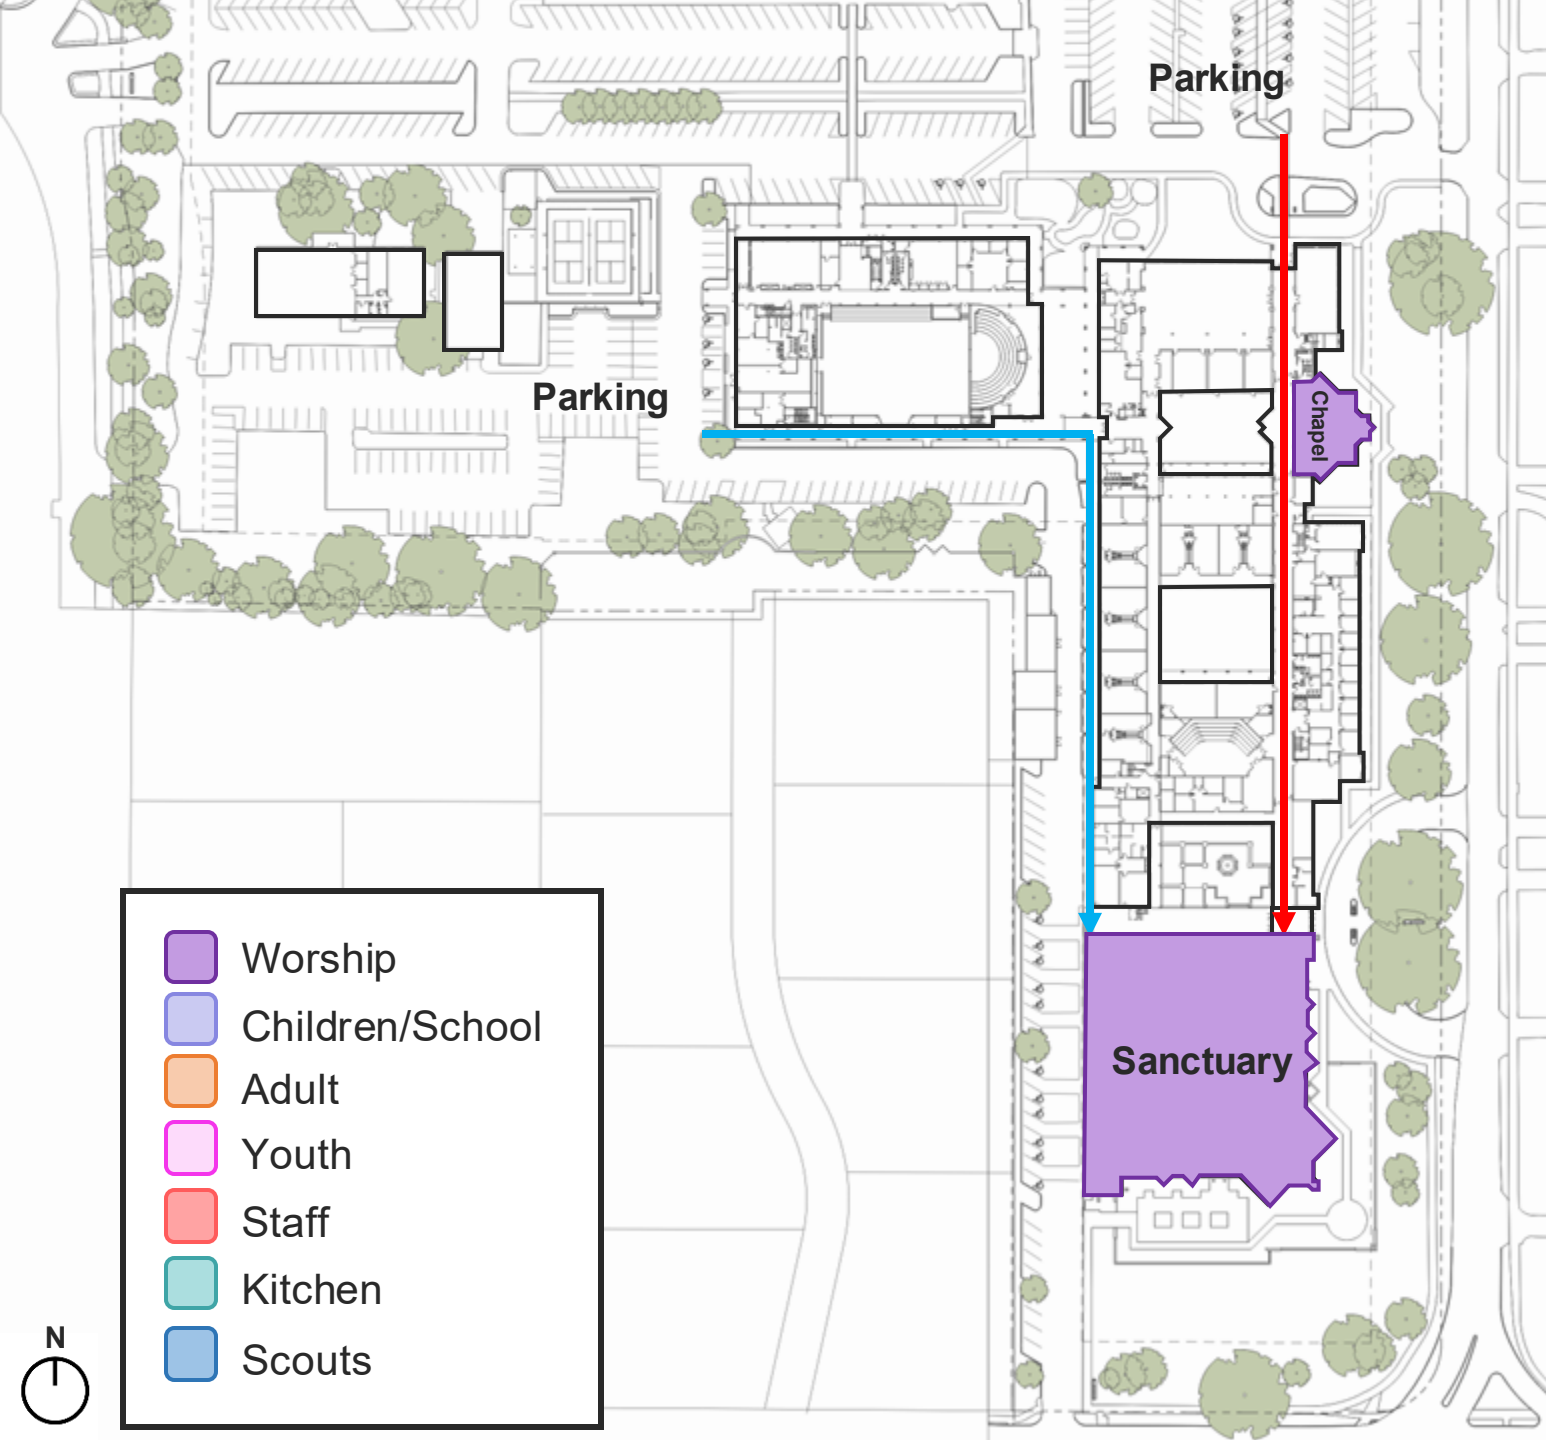 Parking
Parking
Chapel
Sanctuary
Worship
Children/School
Adult
Youth
Staff
Kitchen
Scouts
N